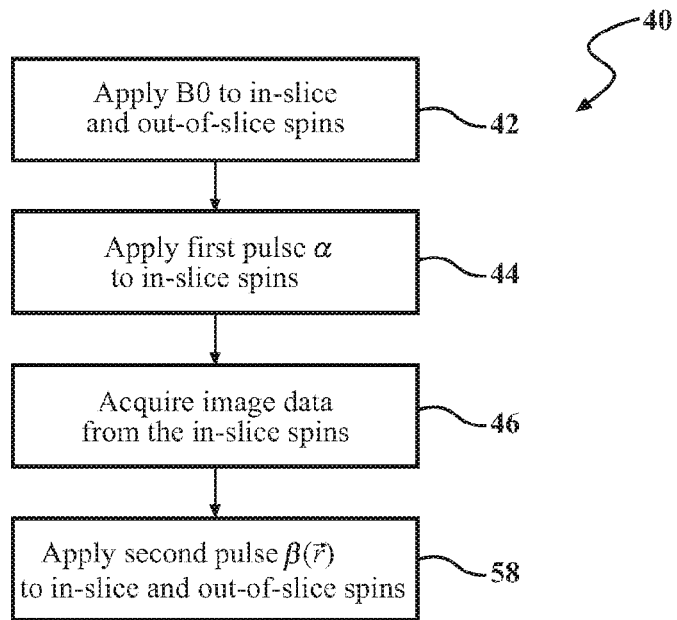 40
Apply B0 to in-slice
and out-of-slice spins
42
Apply first pulse α
to in-slice spins
44
Acquire image data
from the in-slice spins
46
Apply second pulse β(r⃗)
to in-slice and out-of-slice spins
58